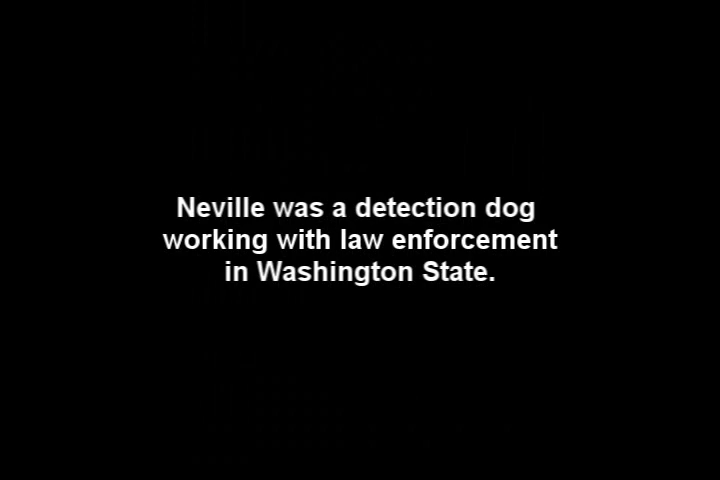 Neville was a detection dog
working with law enforcement
in Washington State.